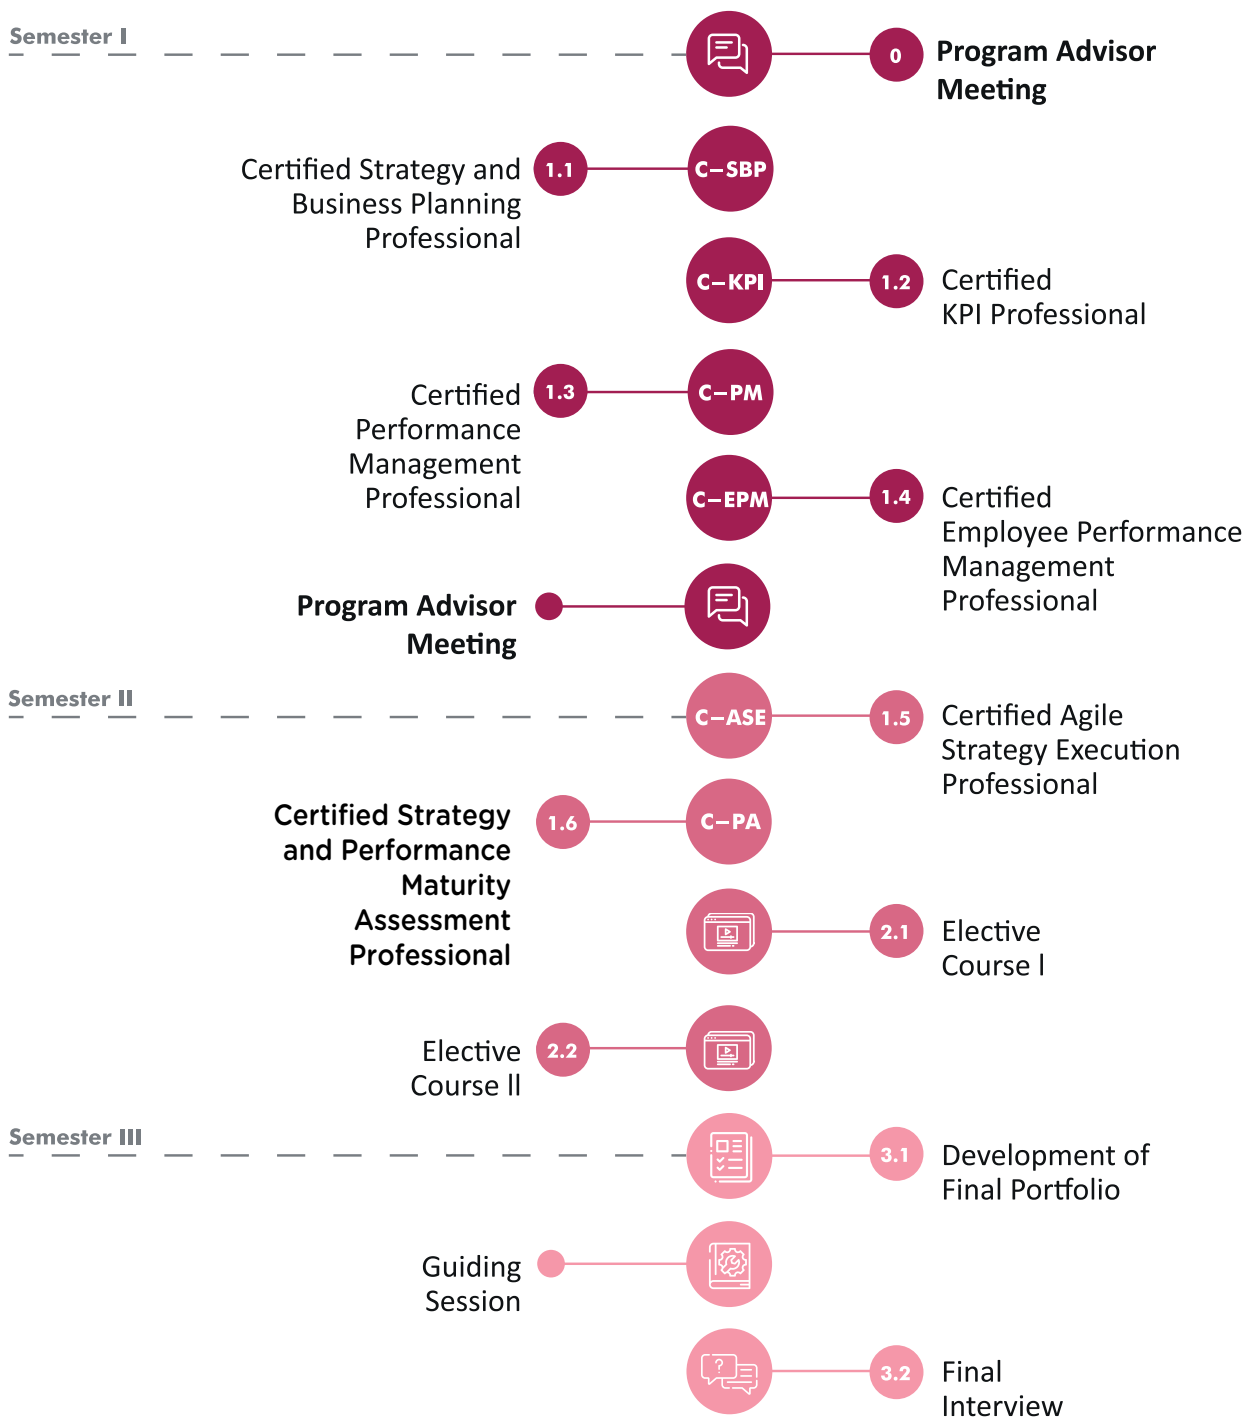 Semester I
0
Program Advisor
Meeting
Certified Strategy and
Business Planning
Professional
1.1
C–SBP
C–KPI
1.2
Certified
KPI Professional
Certified
Performance
Management
Professional
1.3
C–PM
C–EPM
1.4
Certified
Employee Performance
Management
Professional
Program Advisor
Meeting
Semester II
C–ASE
1.5
Certified Agile
Strategy Execution
Professional
Certified Strategy
and Performance
Maturity
Assessment
Professional
1.6
C–PA
2.1
Elective
Course l
Elective
Course ll
2.2
Semester III
3.1
Development of
Final Portfolio
Guiding
Session
?
3.2
Final
Interview